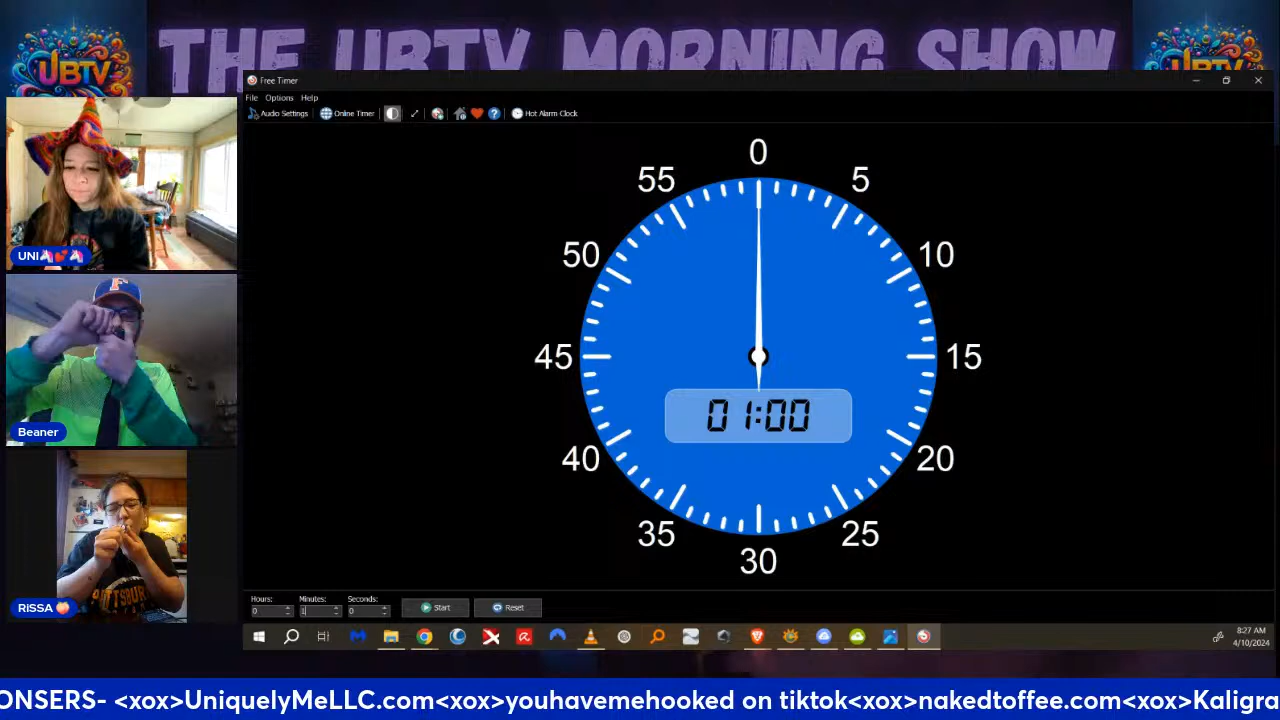 THE UBTV MORNING SHOW
UBTV
UBTV
Free Timer
File Options Help
Audio Settings Online Timer Hot Alarm Clock
0
5
10
15
20
25
30
35
40
45
50
55
01:00
Hours: Minutes: Seconds:
0 1 0 Start Reset
8:27 AM
4/10/2024
UNI🦄💕🦄
F
Beaner
PITTSBURGH
RISSA 🍑
ONSERS- <xox>UniquelyMeLLC.com<xox>youhavemehooked on tiktok<xox>nakedtoffee.com<xox>Kaligra